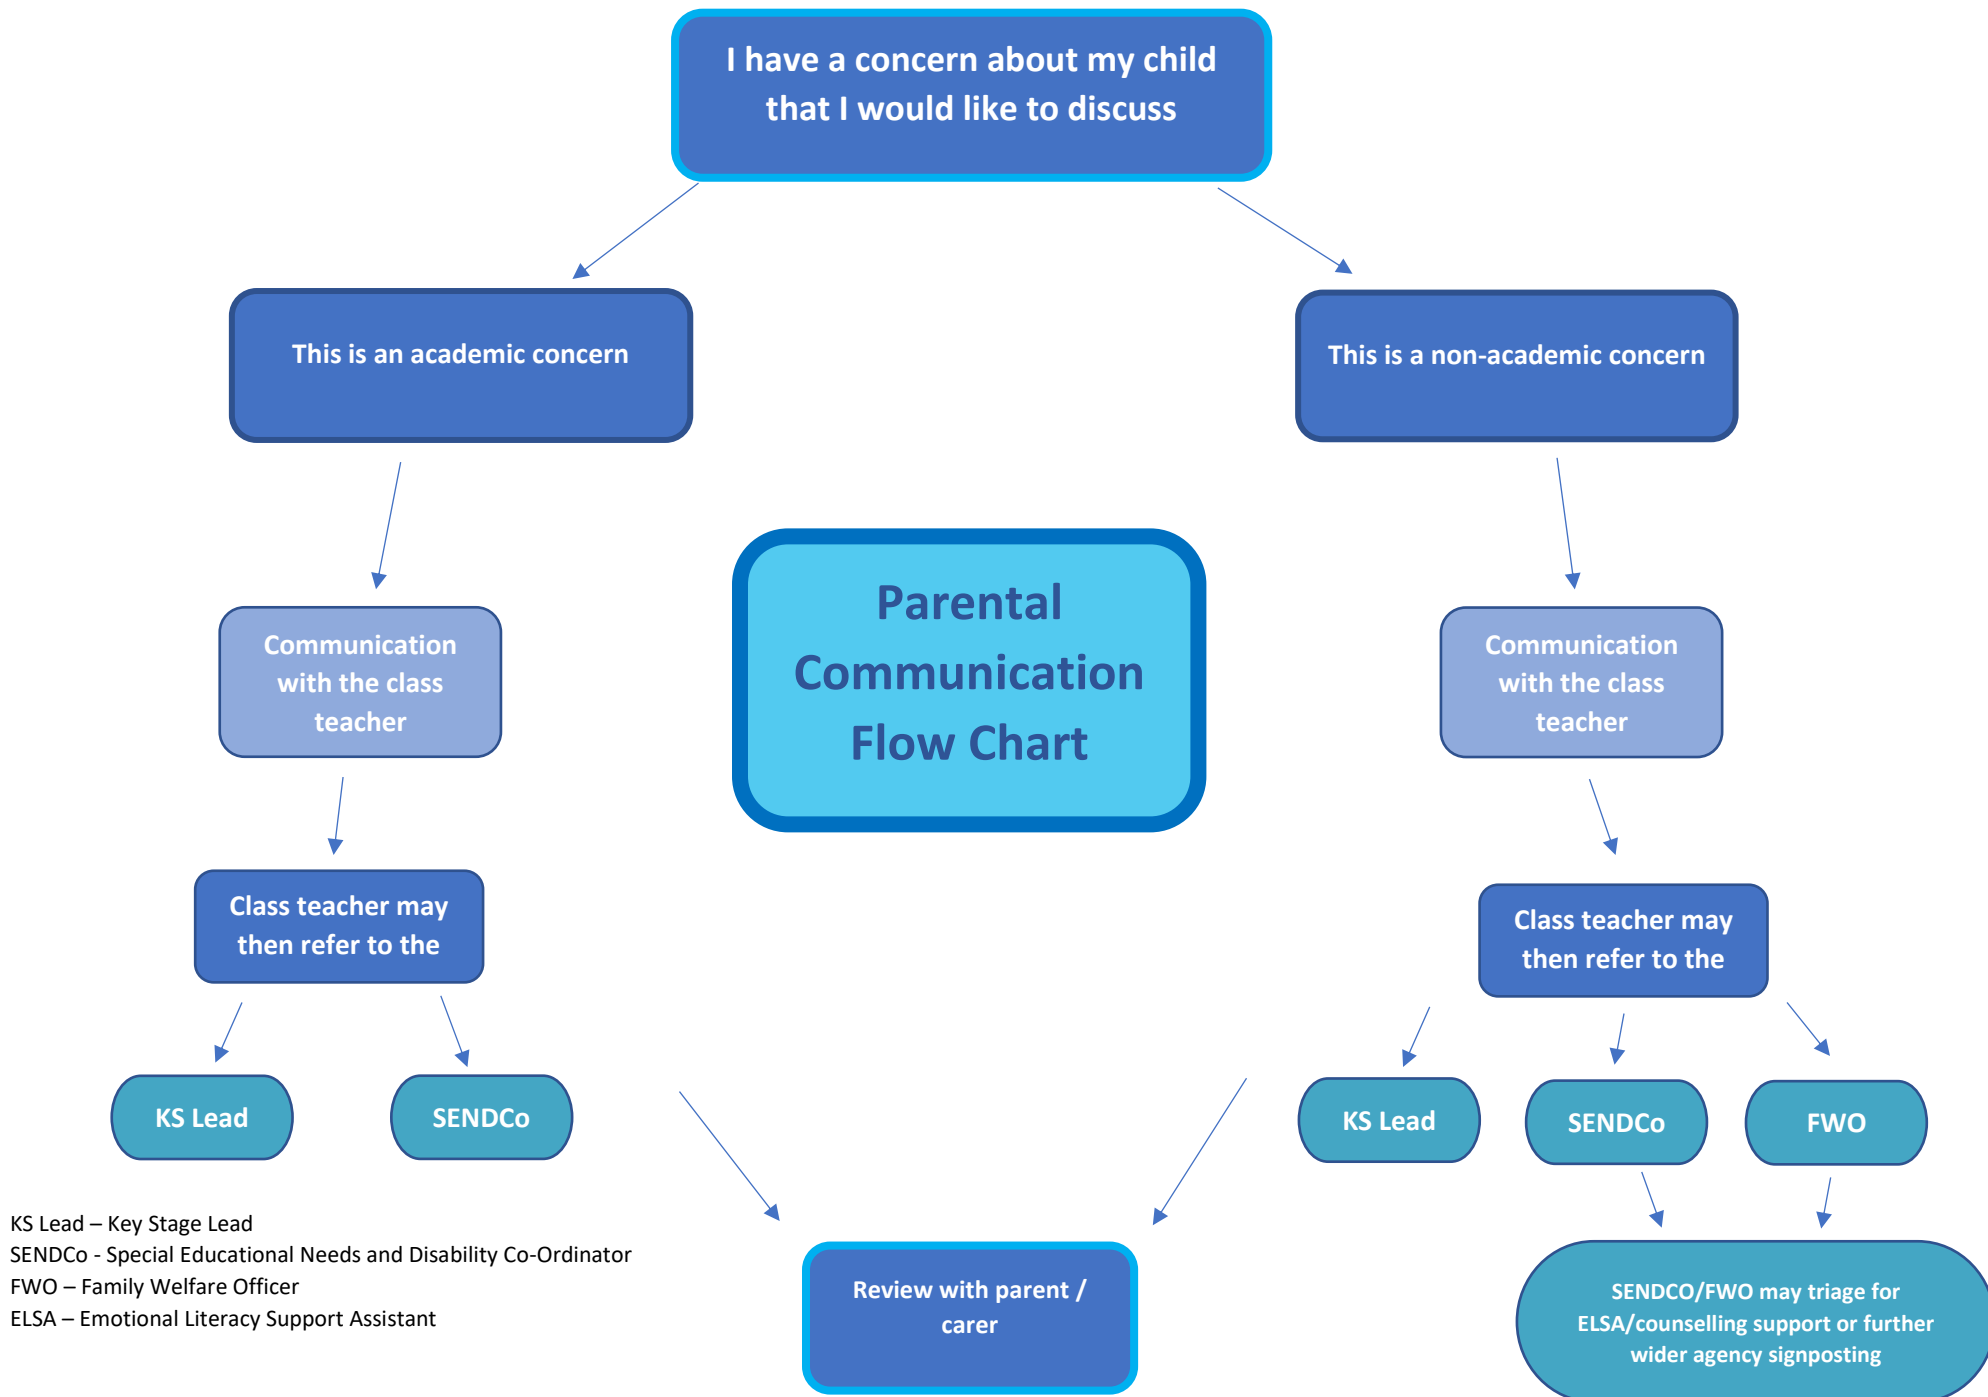 I have a concern about my child
that I would like to discuss
This is an academic concern
This is a non-academic concern
Parental
Communication
Flow Chart
Communication
with the class
teacher
Communication
with the class
teacher
Class teacher may
then refer to the
Class teacher may
then refer to the
KS Lead
SENDCo
KS Lead
SENDCo
FWO
KS Lead – Key Stage Lead
SENDCo - Special Educational Needs and Disability Co-Ordinator
FWO – Family Welfare Officer
ELSA – Emotional Literacy Support Assistant
Review with parent /
carer
SENDCO/FWO may triage for
ELSA/counselling support or further
wider agency signposting